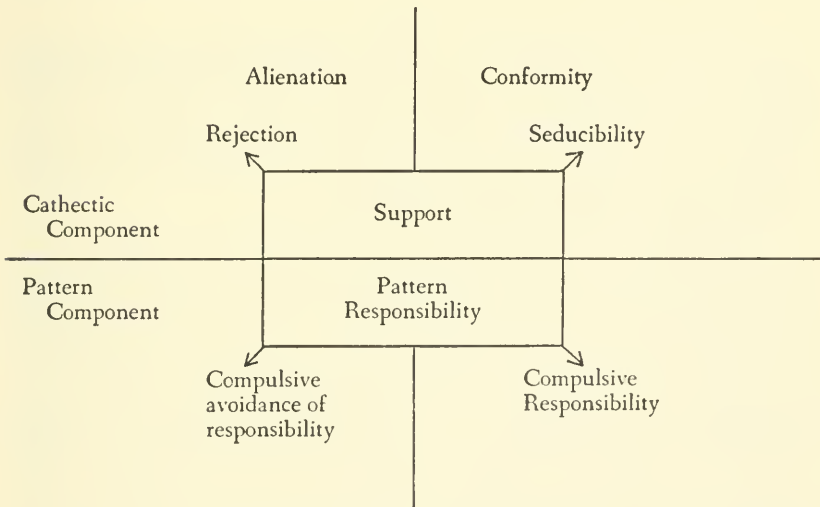 Alienation
Conformity
Rejection
Seducibility
Cathectic
Component
Support
Pattern
Component
Pattern
Responsibility
Compulsive
avoidance of
responsibility
Compulsive
Responsibility